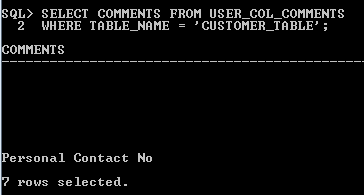 SQL> SELECT COMMENTS FROM USER_COL_COMMENTS
2 WHERE TABLE_NAME = 'CUSTOMER_TABLE';
COMMENTS
--------------------------------------------------
Personal Contact No
7 rows selected.